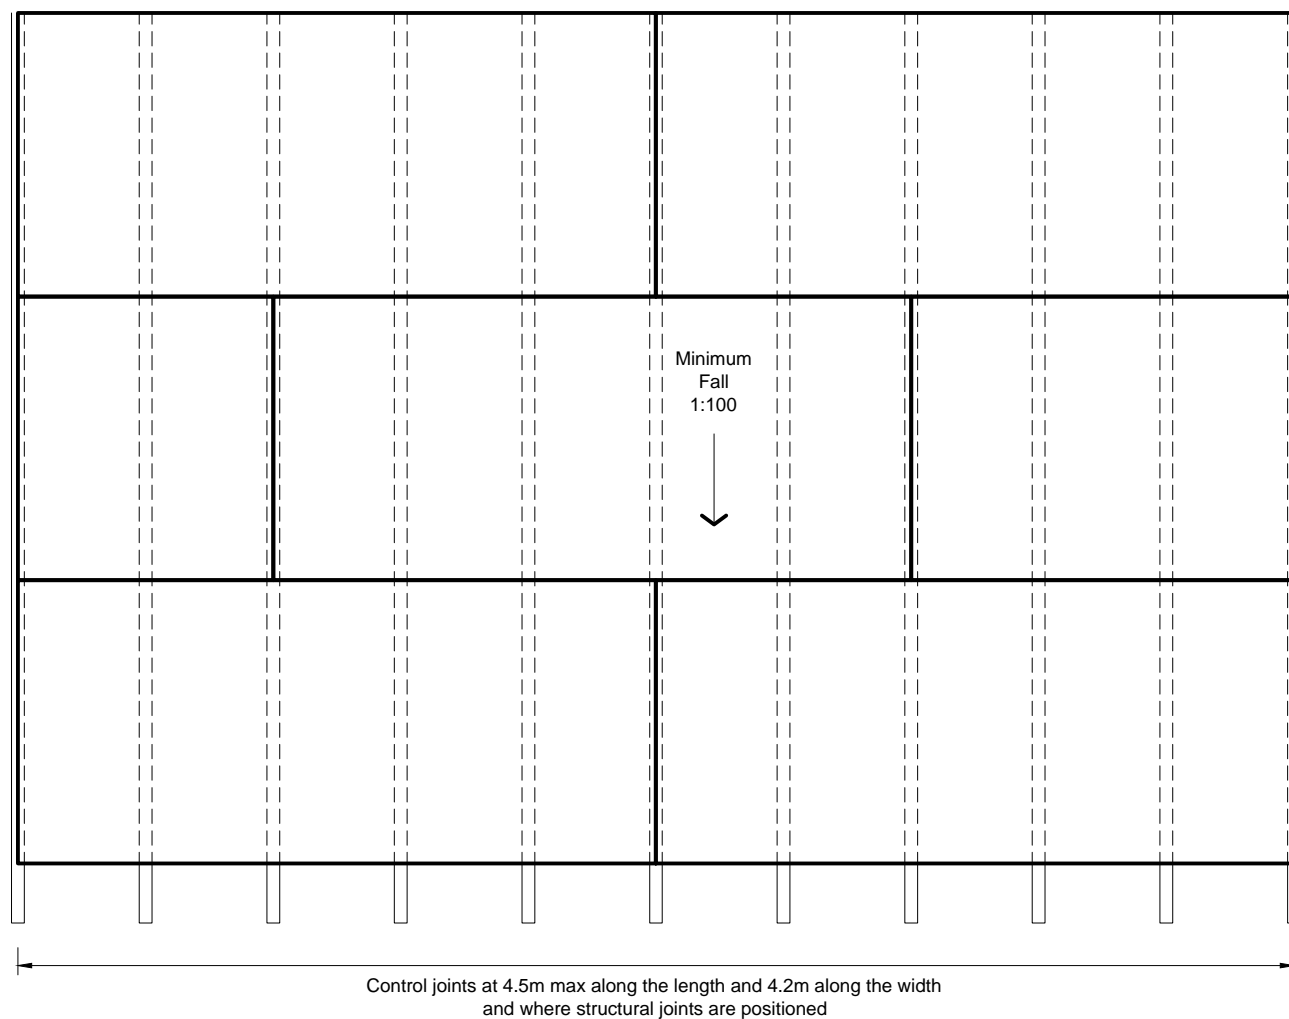 Minimum
Fall
1:100
Control joints at 4.5m max along the length and 4.2m along the width
and where structural joints are positioned